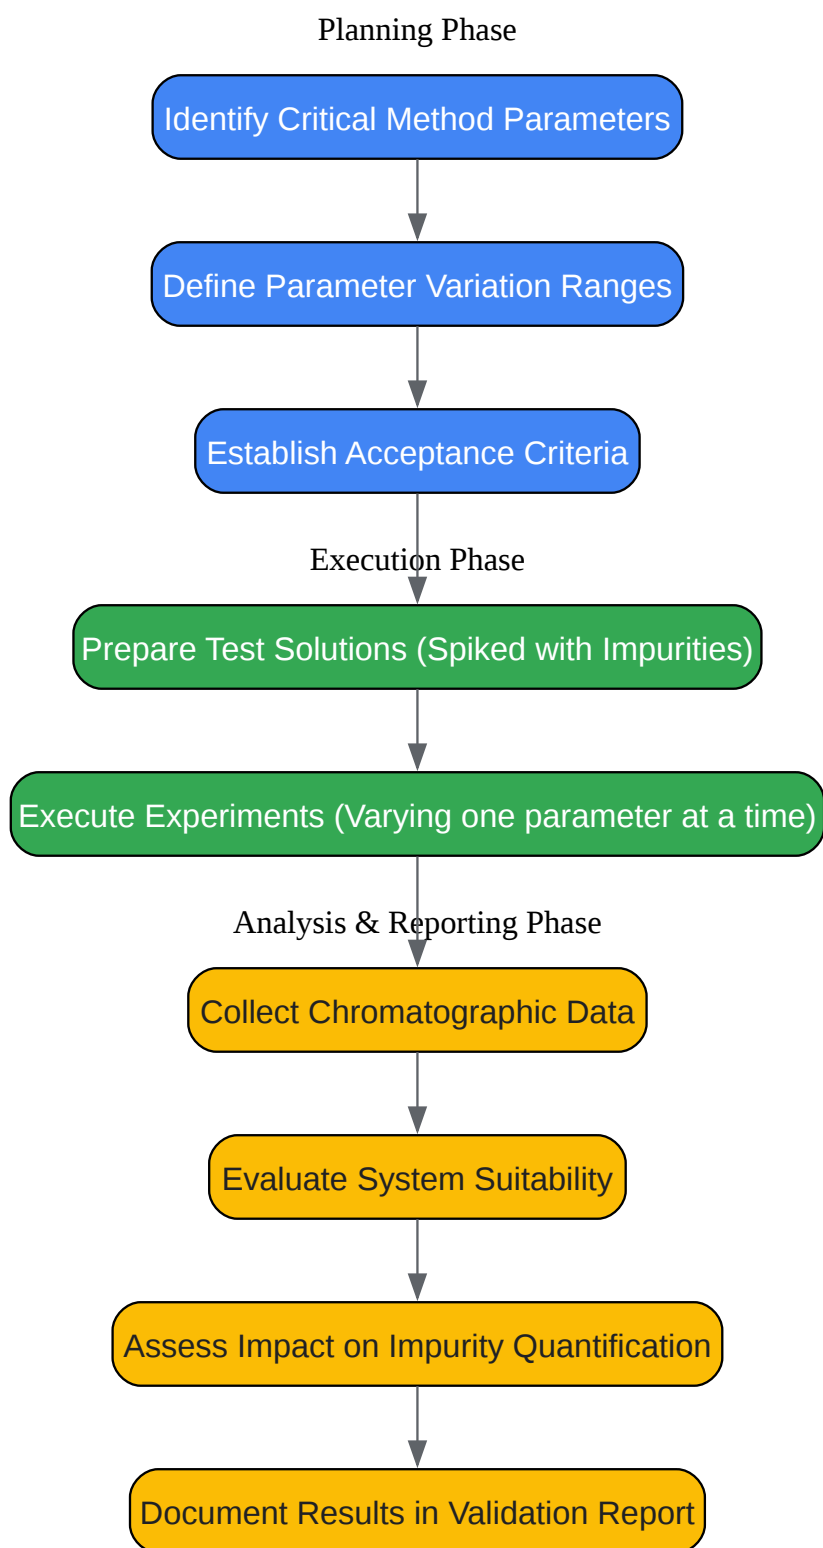 Planning Phase
Identify Critical Method Parameters
Define Parameter Variation Ranges
Establish Acceptance Criteria
Execution Phase
Prepare Test Solutions (Spiked with Impurities)
Execute Experiments (Varying one parameter at a time)
Analysis & Reporting Phase
Collect Chromatographic Data
Evaluate System Suitability
Assess Impact on Impurity Quantification
Document Results in Validation Report